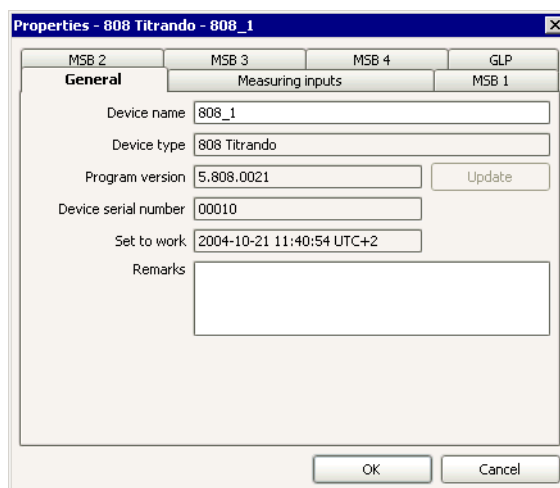 Properties - 808 Titrando - 808_1
MSB 2 MSB 3 MSB 4 GLP
General Measuring inputs MSB 1
Device name 808_1
Device type 808 Titrando
Program version 5.808.0021 Update
Device serial number 00010
Set to work 2004-10-21 11:40:54 UTC+2
Remarks
OK Cancel